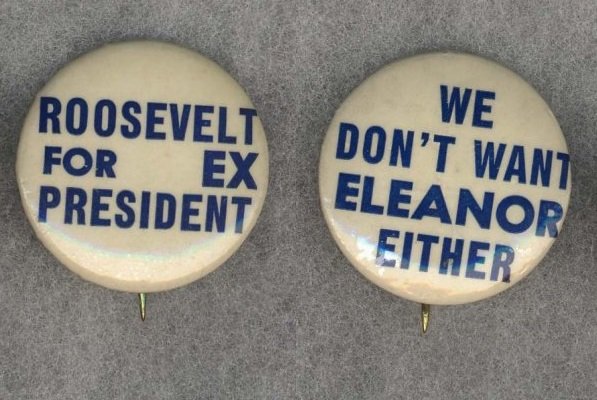 ROOSEVELT
FOR EX
PRESIDENT
WE
DON'T WANT
ELEANOR
EITHER